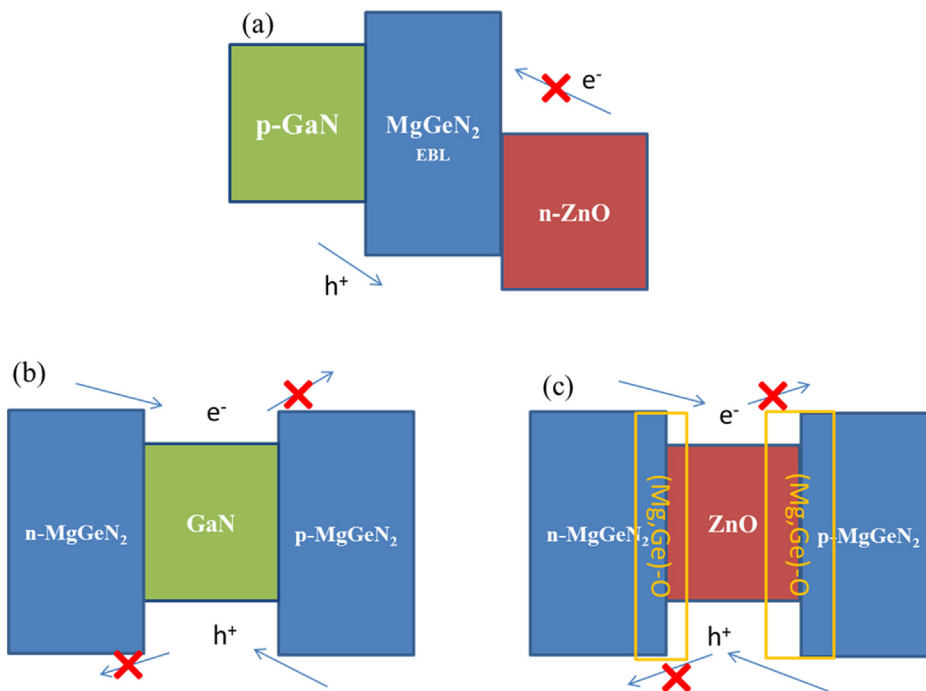 (a)
p-GaN
MgGeN₂
EBL
n-ZnO
e⁻
h⁺
(b)
n-MgGeN₂
GaN
p-MgGeN₂
e⁻
h⁺
(c)
n-MgGeN₂
(Mg,Ge)-O
ZnO
(Mg,Ge)-O
p-MgGeN₂
e⁻
h⁺